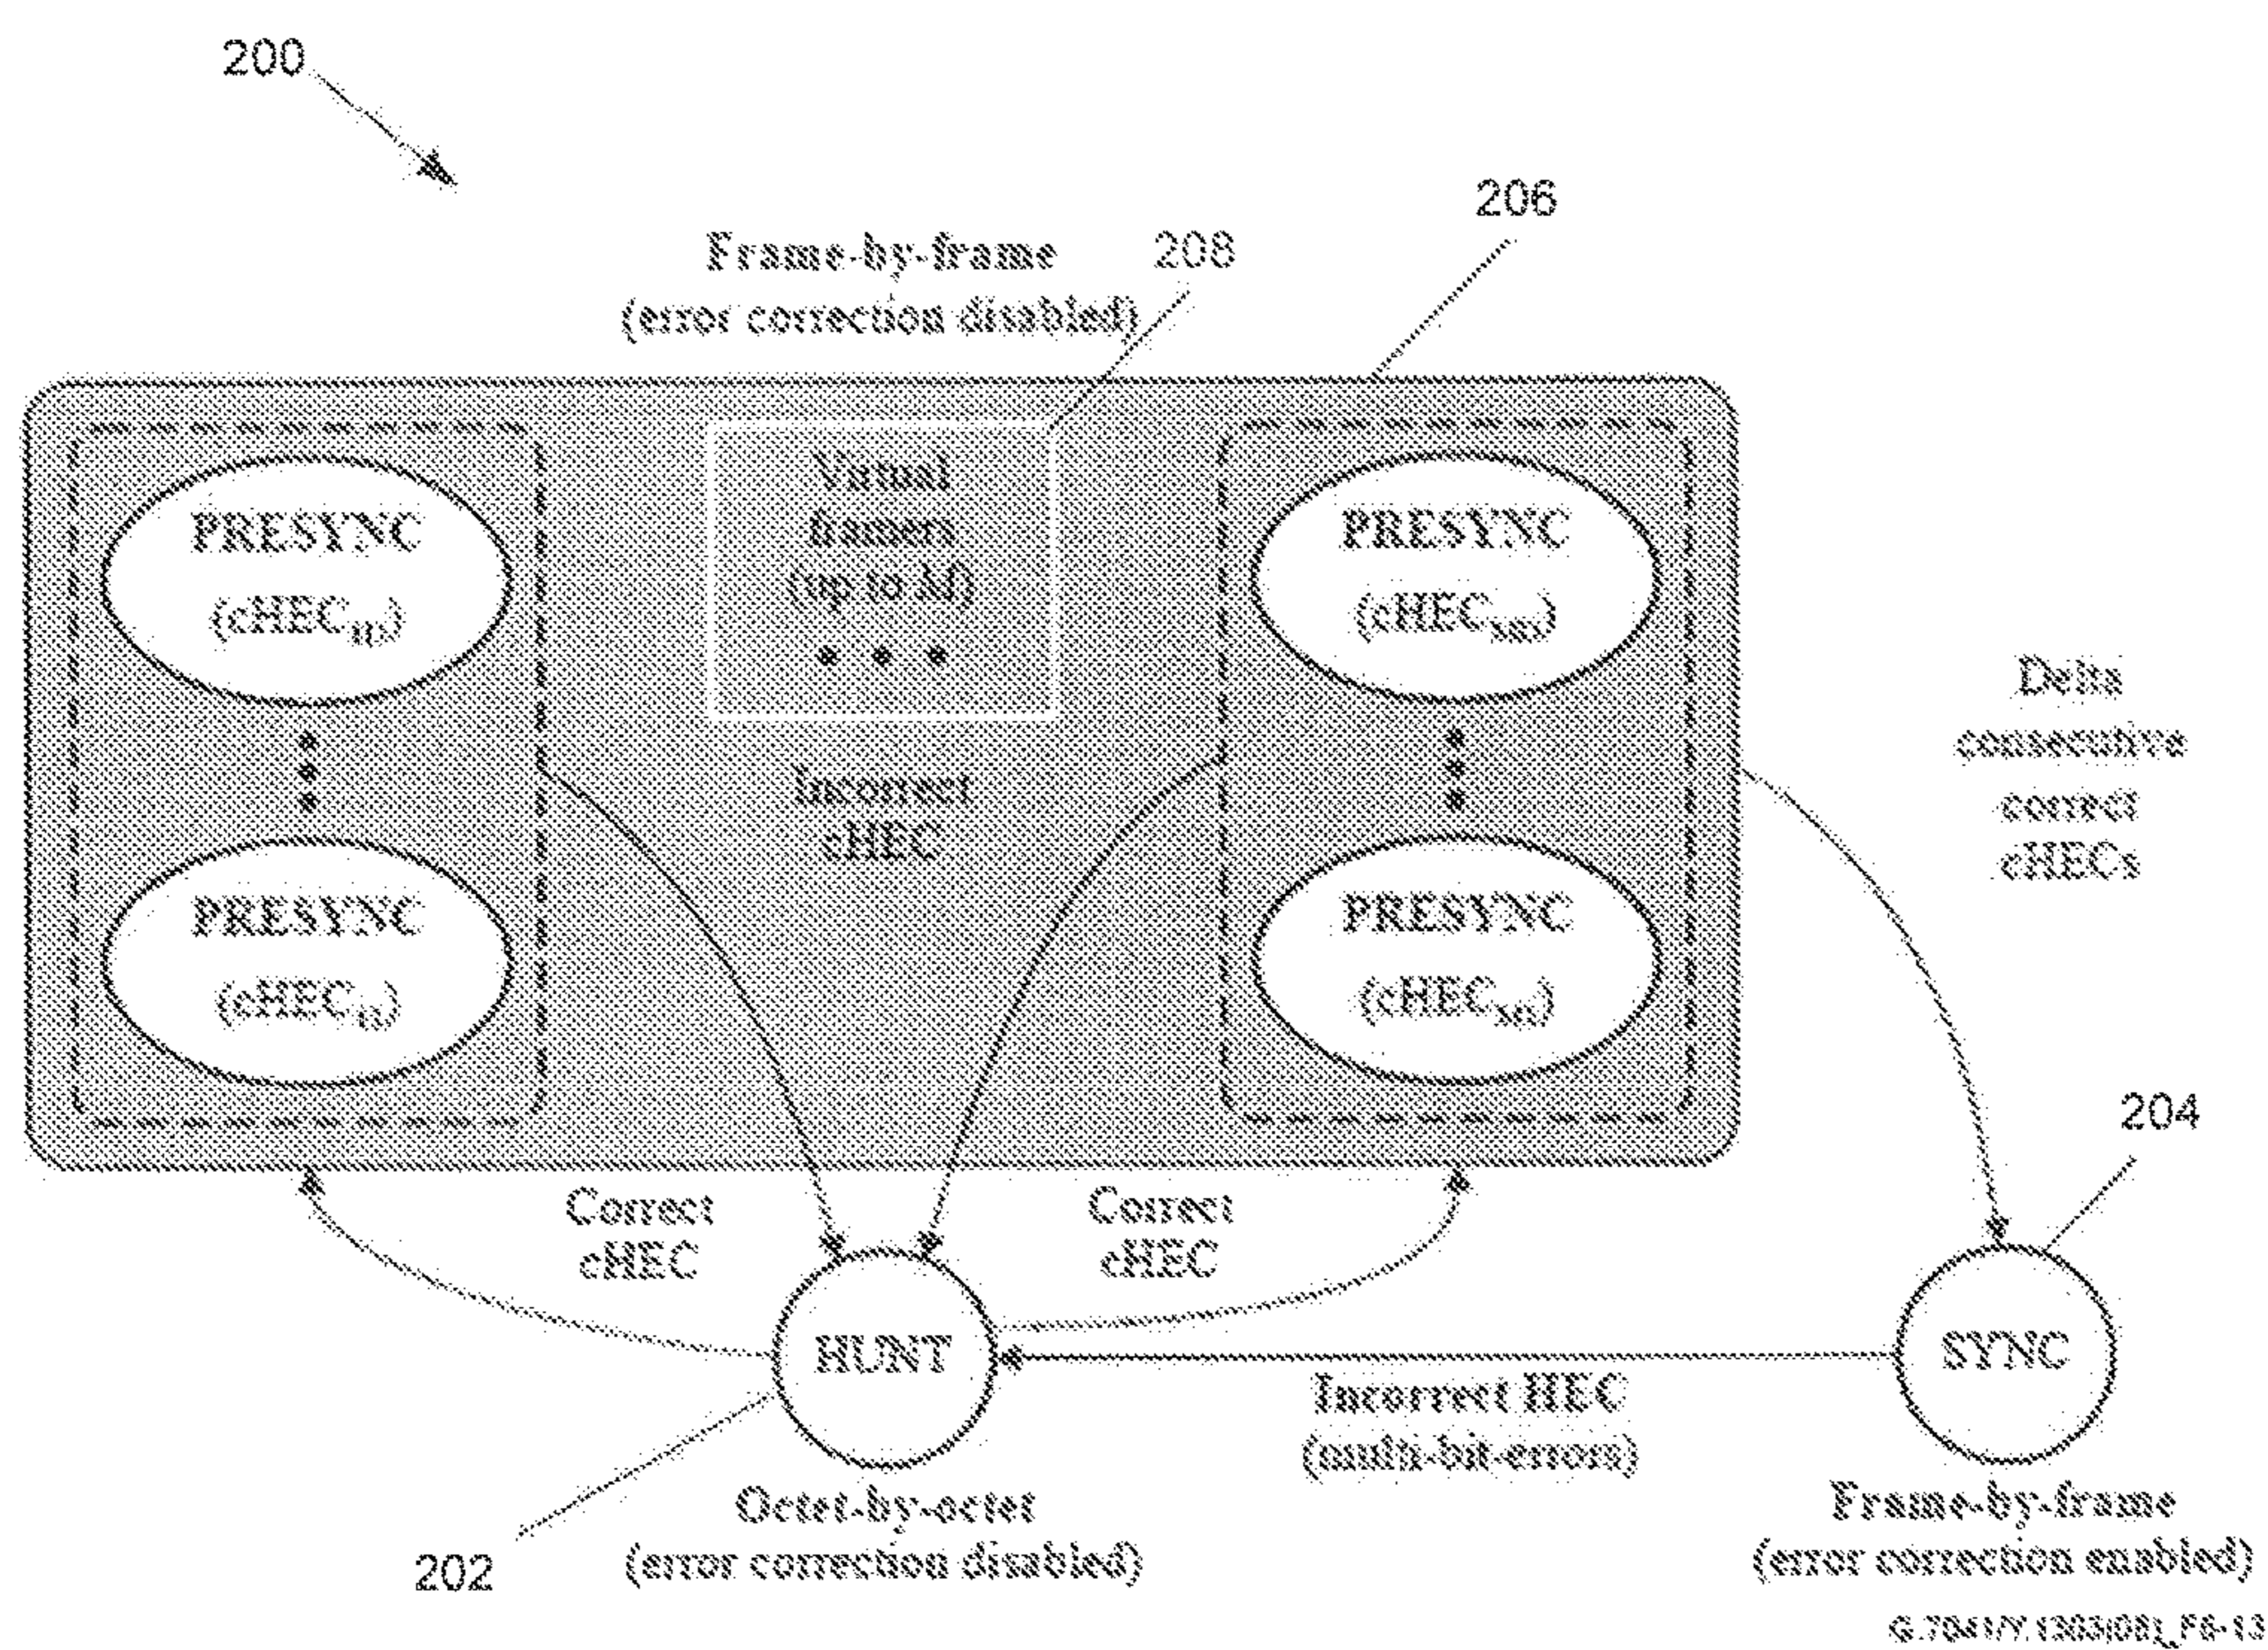 200
206
Frame-by-frame
208
(error correction disabled)
Virtual
framers
(up to M)
• • •
PRESYNC
PRESYNC
Incorrect
cHEC
PRESYNC
PRESYNC
Delta
consecutive
correct
cHECs
204
Correct
cHEC
Correct
cHEC
HUNT
SYNC
Incorrect HEC
(multi-bit-errors)
202
Octet-by-octet
(error correction disabled)
Frame-by-frame
(error correction enabled)